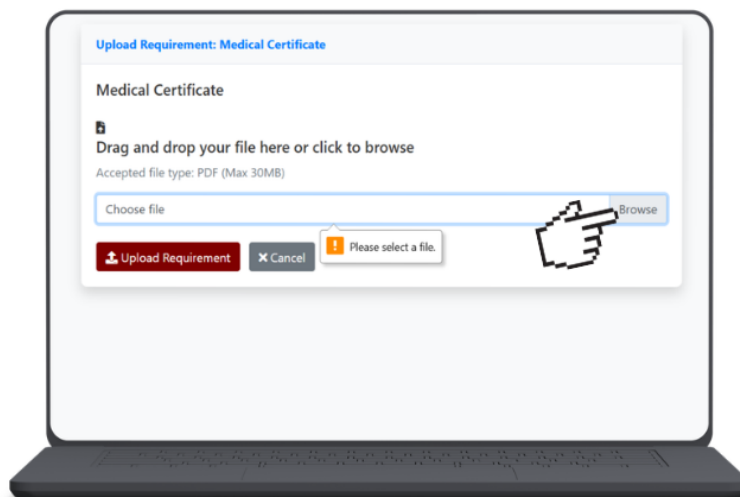 Upload Requirement: Medical Certificate
Medical Certificate
Drag and drop your file here or click to browse
Accepted file type: PDF (Max 30MB)
Choose file Browse
Please select a file.
Upload Requirement Cancel